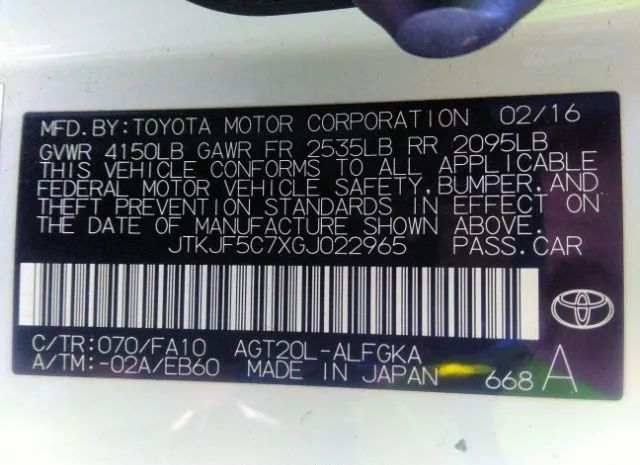 MFD. BY: TOYOTA MOTOR CORPORATION 02/16
GVWR 4150LB GAWR FR 2535LB RR 2095LB
THIS VEHICLE CONFORMS TO ALL APPLICABLE
FEDERAL MOTOR VEHICLE SAFETY, BUMPER, AND
THEFT PREVENTION STANDARDS IN EFFECT ON
THE DATE OF MANUFACTURE SHOWN ABOVE.
JTKJF5C7XGJ022965 PASS. CAR
C/TR: 070/FA10 AGT20L-ALFGKA
A/TM: -02A/EB60 MADE IN JAPAN 668 A